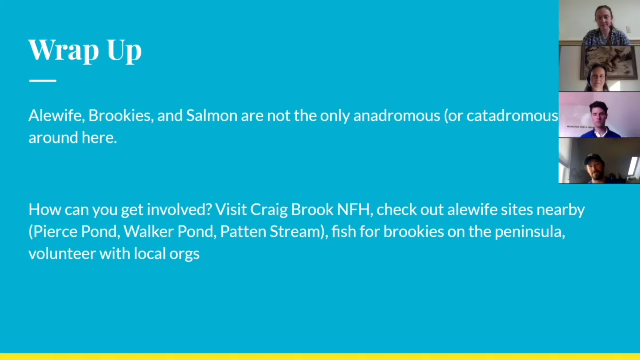 Wrap Up
Alewife, Brookies, and Salmon are not the only anadromous (or catadromous
around here.
How can you get involved? Visit Craig Brook NFH, check out alewife sites nearby
(Pierce Pond, Walker Pond, Patten Stream), fish for brookies on the peninsula,
volunteer with local orgs